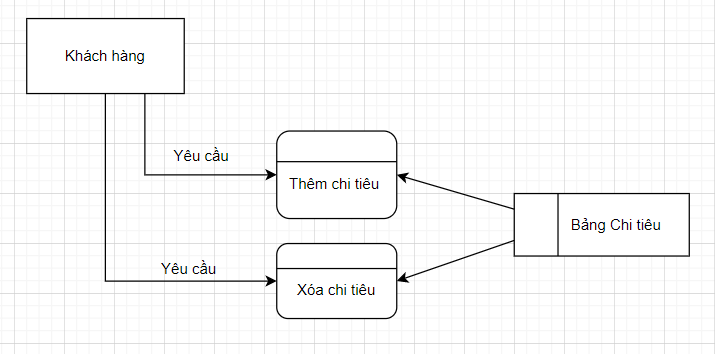 Khách hàng
Yêu cầu
Thêm chi tiêu
Bảng Chi tiêu
Yêu cầu
Xóa chi tiêu